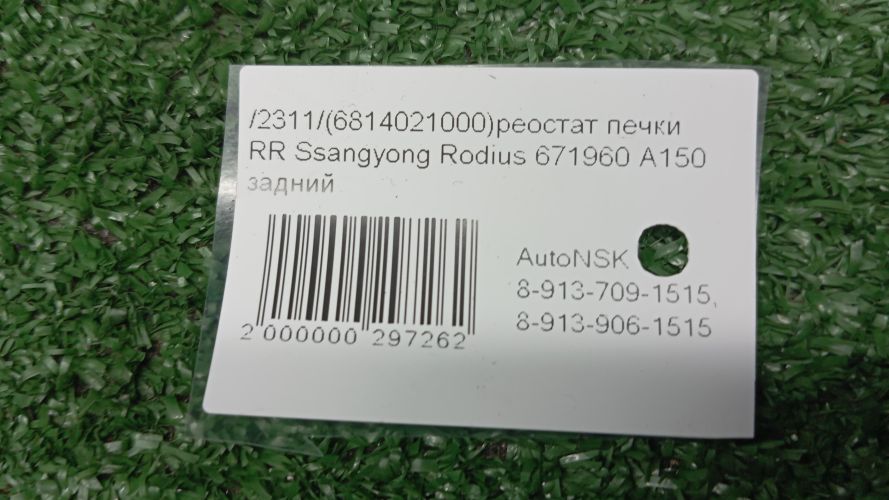 /2311/(6814021000)реостат печки
RR Ssangyong Rodius 671960 A150
задний
AutoNSK
8-913-709-1515,
8-913-906-1515
2 000000 297262